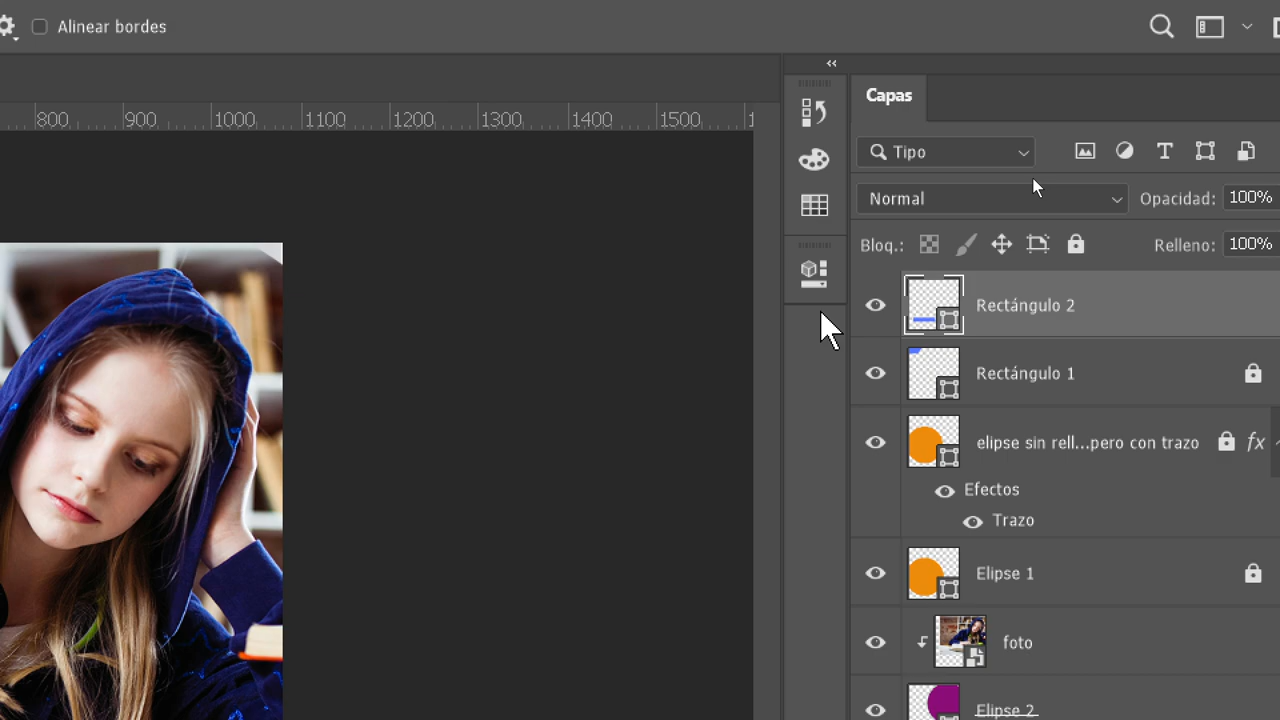 Alinear bordes
800 900 1000 1100 1200 1300 1400 1500 1
Capas
Tipo
Normal Opacidad: 100%
Bloq.: Relleno: 100%
Rectángulo 2
Rectángulo 1
elipse sin rell...pero con trazo fx
Efectos
Trazo
Elipse 1
foto
Elipse 2